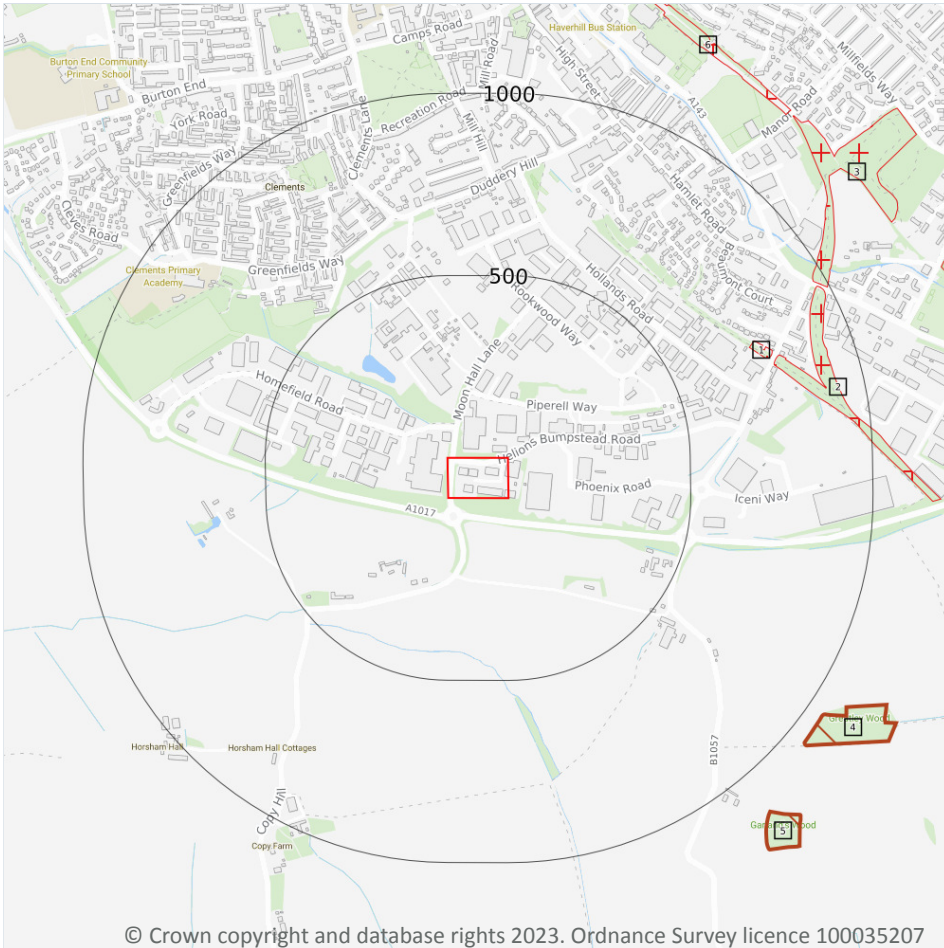 Haverhill Bus Station
Camps Road
6
Burton End Community
Primary School
Burton End
Mill Road
High Street
Millfields Way
A143
1000
Recreation Road
York Road
Clements Lane
Mill Hill
Manor Road
Greenfields Way
3
Duddery Hill
Clements
Hamlet Road
Cleves Road
Beaumont Court
Greenfields Way
Clements Primary
Academy
500
Hollands Road
Rookwood Way
Moon Hall Lane
1
Homefield Road
2
Piperell Way
Helions Bumpstead Road
Phoenix Road
Iceni Way
A1017
4
Horsham Hall
Horsham Hall Cottages
B1057
Copy Hill
5
Copy Farm
© Crown copyright and database rights 2023. Ordnance Survey licence 100035207